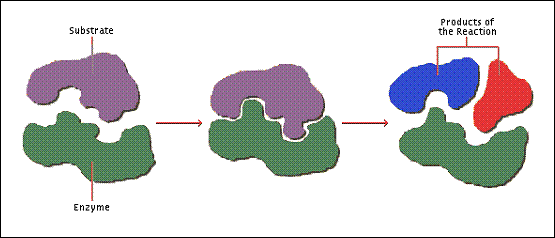 Substrate
Products of
the Reaction
Enzyme